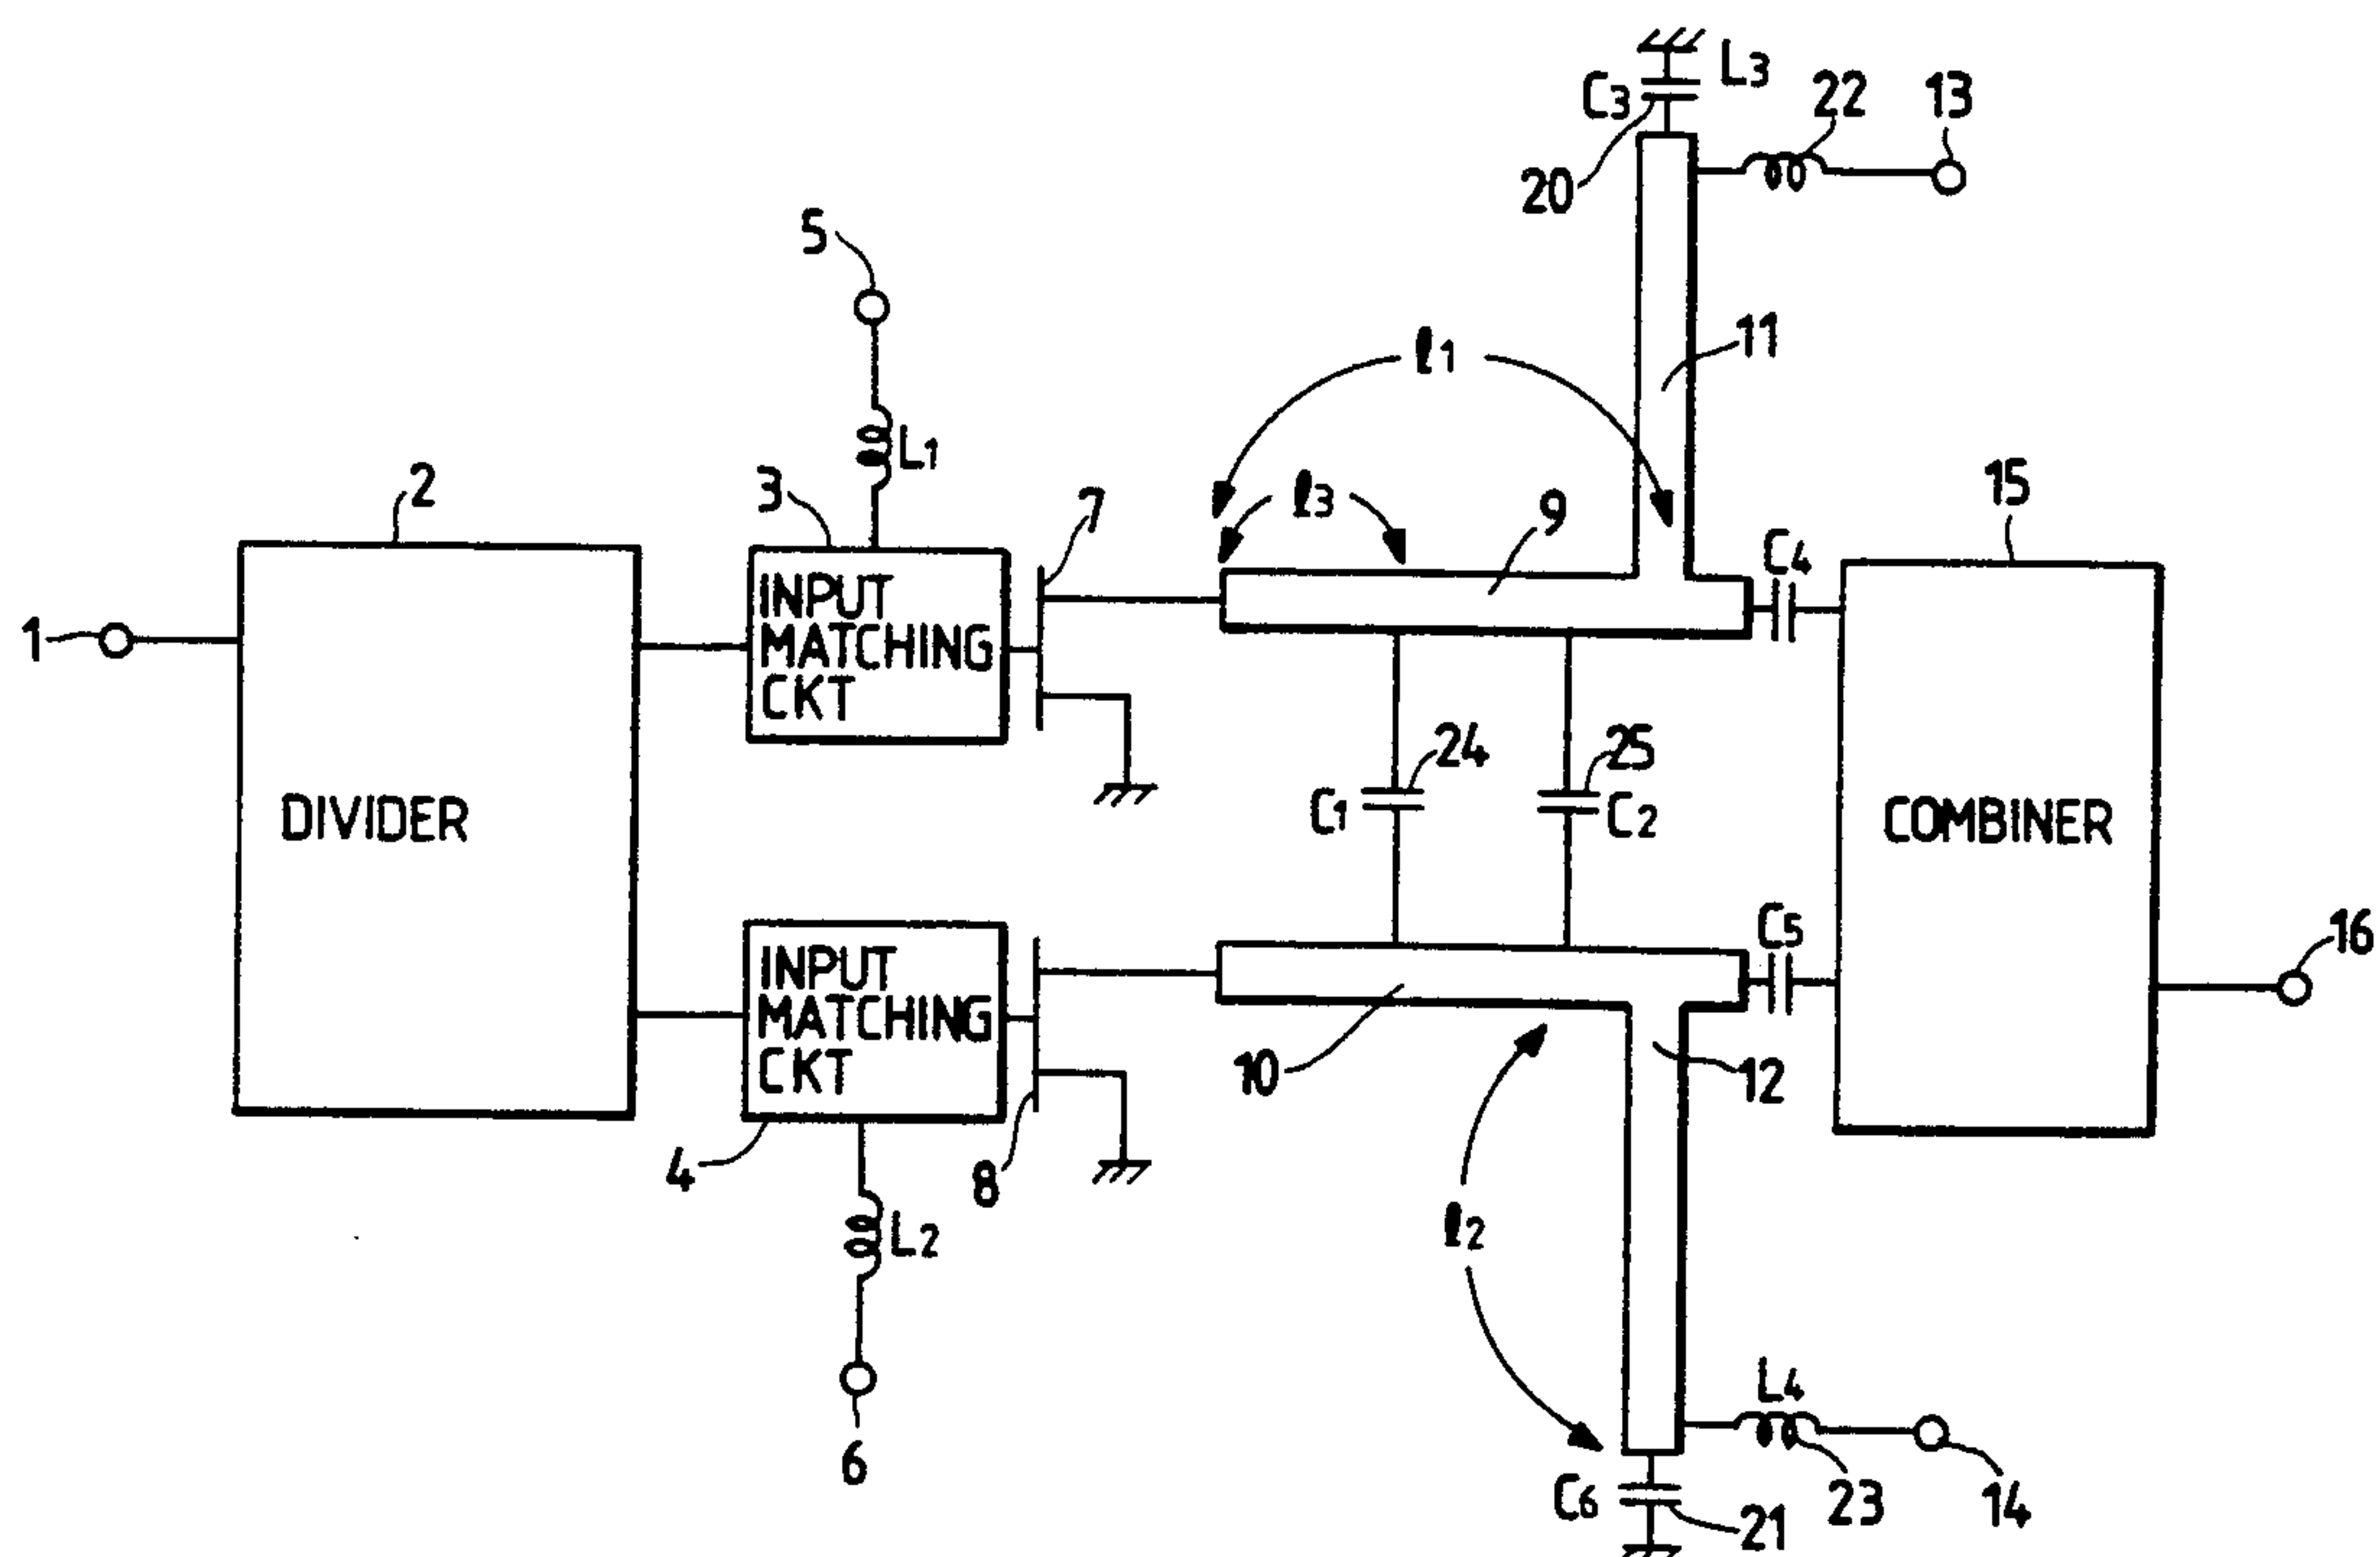 L3
C3
22
13
20
5
11
ℓ1
L1
2
3
7
ℓ3
9
15
C4
1
INPUT
MATCHING
CKT
24
25
C1
C2
DIVIDER
COMBINER
C5
16
INPUT
MATCHING
CKT
10
12
4
8
L2
ℓ2
L4
6
C6
21
23
14